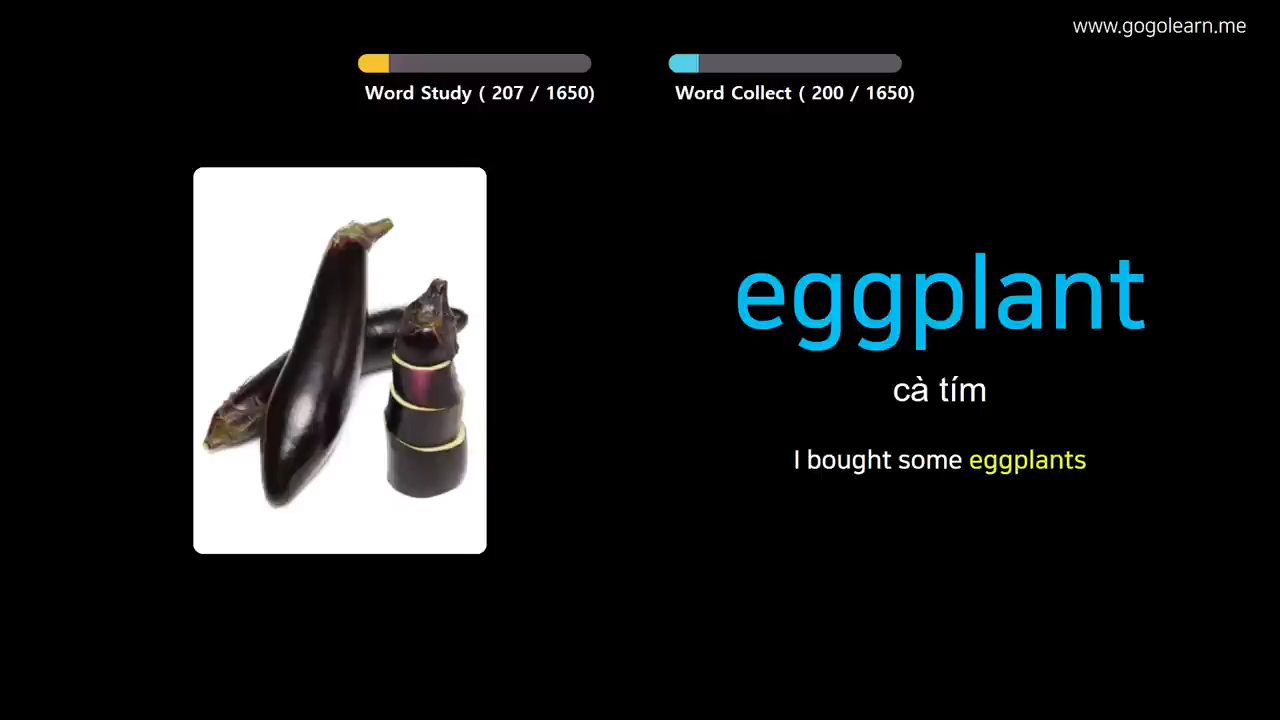 www.gogolearn.me
Word Study ( 207 / 1650)
Word Collect ( 200 / 1650)
eggplant
cà tím
I bought some eggplants